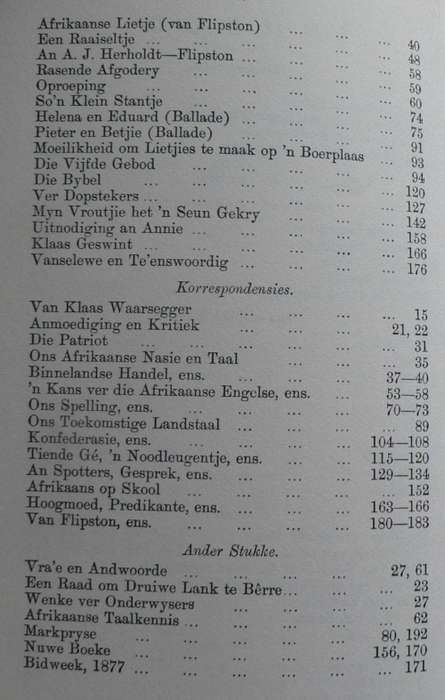 Afrikaanse Lietje (van Flipston) ... ... 40
Een Raaiseltje ... ... ... ... 48
An A. J. Herholdt—Flipston ... ... ... 58
Rasende Afgodery ... ... ... ... 59
Oproeping ... ... ... ... 60
So'n Klein Stantje ... ... ... ... 74
Helena en Eduard (Ballade) ... ... ... 75
Pieter en Betjie (Ballade) ... ... ... 91
Moeilikheid om Lietjies te maak op 'n Boerplaas 93
Die Vijfde Gebod ... ... ... ... 94
Die Bybel ... ... ... ... 120
Ver Dopstekers ... ... ... ... 127
Myn Vroutjie het 'n Seun Gekry ... ... 142
Uitnodiging an Annie ... ... ... ... 158
Klaas Geswint ... ... ... ... 166
Vanselewe en Te'enswoordig ... ... ... 176
Korrespondensies.
Van Klaas Waarsegger ... ... ... ... 15
Anmoediging en Kritiek ... ... ... 21, 22
Die Patriot ... ... ... ... ... 31
Ons Afrikaanse Nasie en Taal ... ... ... 35
Binnelandse Handel, ens. ... ... ... 37—40
'n Kans ver die Afrikaanse Engelse, ens. ... 53—58
Ons Spelling, ens. ... ... ... ... 70—73
Ons Toekomstige Landstaal ... ... ... ... 89
Konfederasie, ens. ... ... ... ... 104—108
Tiende Gé, 'n Noodleugentje, ens. ... ... 115—120
An Spotters, Gesprek, ens. ... ... ... 129—134
Afrikaans op Skool ... ... ... ... ... 152
Hoogmoed, Predikante, ens. ... ... ... 163—166
Van Flipston, ens. ... ... ... ... 180—183
Ander Stukke.
Vra'e en Andwoorde ... ... ... ... 27, 61
Een Raad om Druiwe Lank te Bêrre... ... ... 23
Wenke ver Onderwysers ... ... ... ... 27
Afrikaanse Taalkennis ... ... ... ... ... 62
Markpryse ... ... ... ... 80, 192
Nuwe Boeke ... ... ... ... 156, 170
Bidweek, 1877 ... ... ... ... ... 171